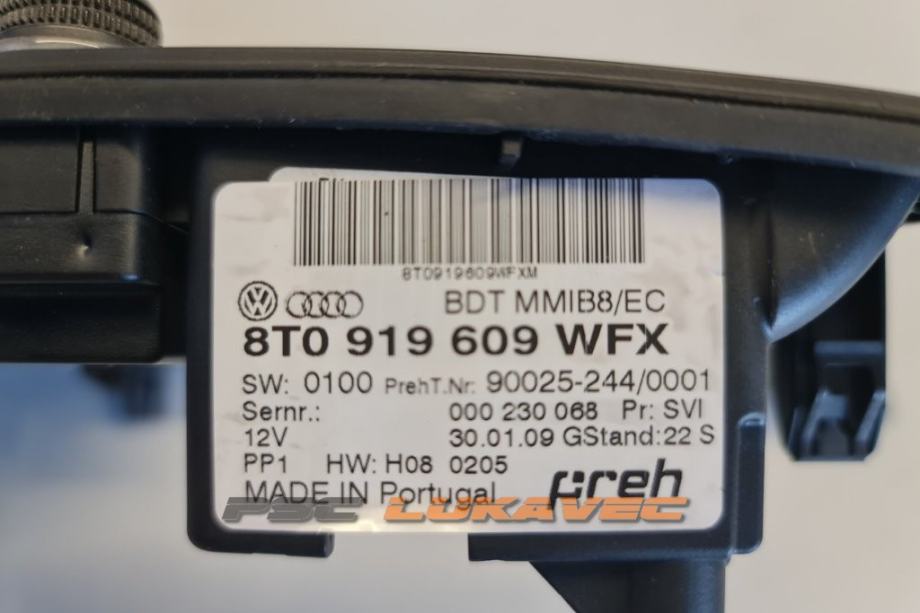 8T0919609WFXM
BDT MMIB8/EC
8T0 919 609 WFX
SW: 0100 PrehT.Nr: 90025-244/0001
Sernr.: 000 230 068 Pr: SVI
12V 30.01.09 GStand:22 S
PP1 HW: H08 0205
preh
MADE IN Portugal
PSC LUKAVEC